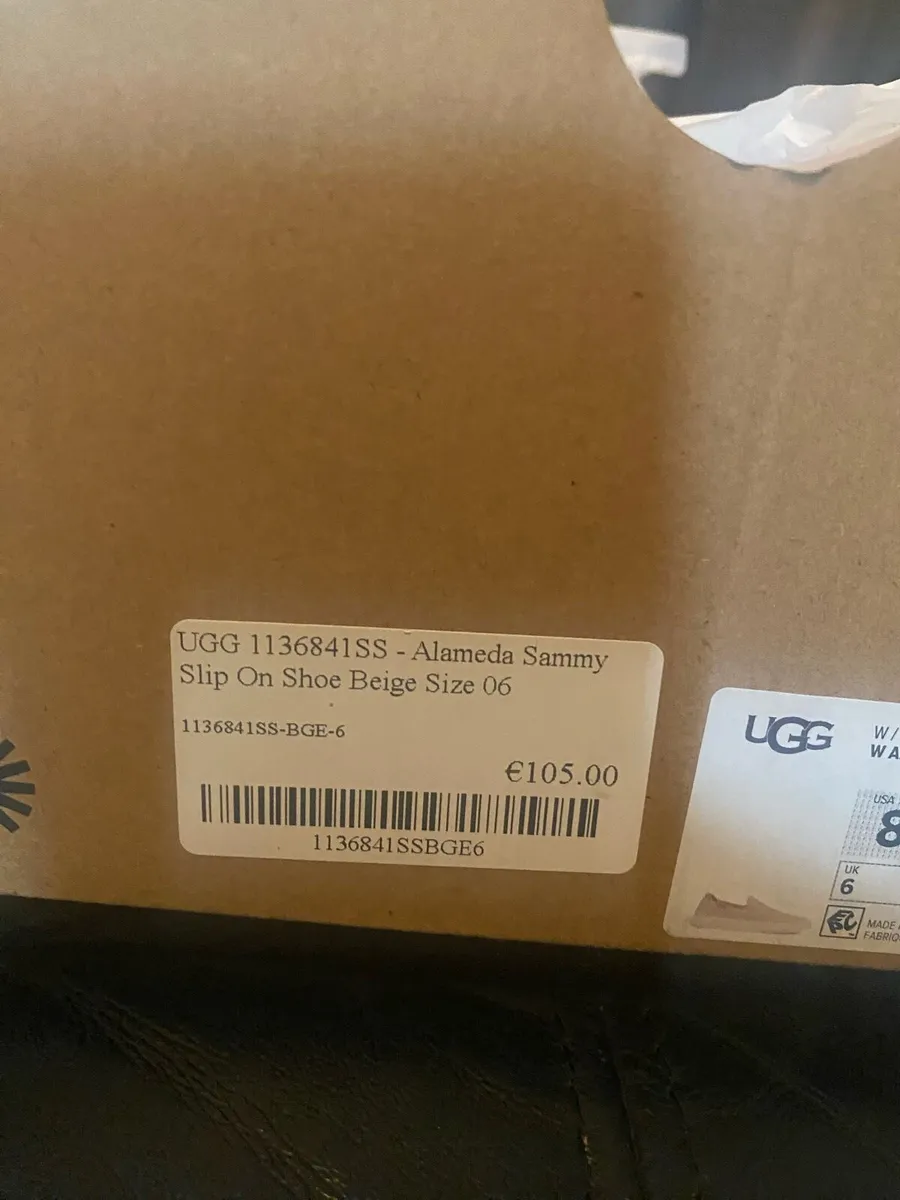 UGG 1136841SS - Alameda Sammy
Slip On Shoe Beige Size 06
1136841SS-BGE-6
€105.00
1136841SSBGE6
UGG
W/
WA
USA
8
UK
6
MADE
FABRIQ